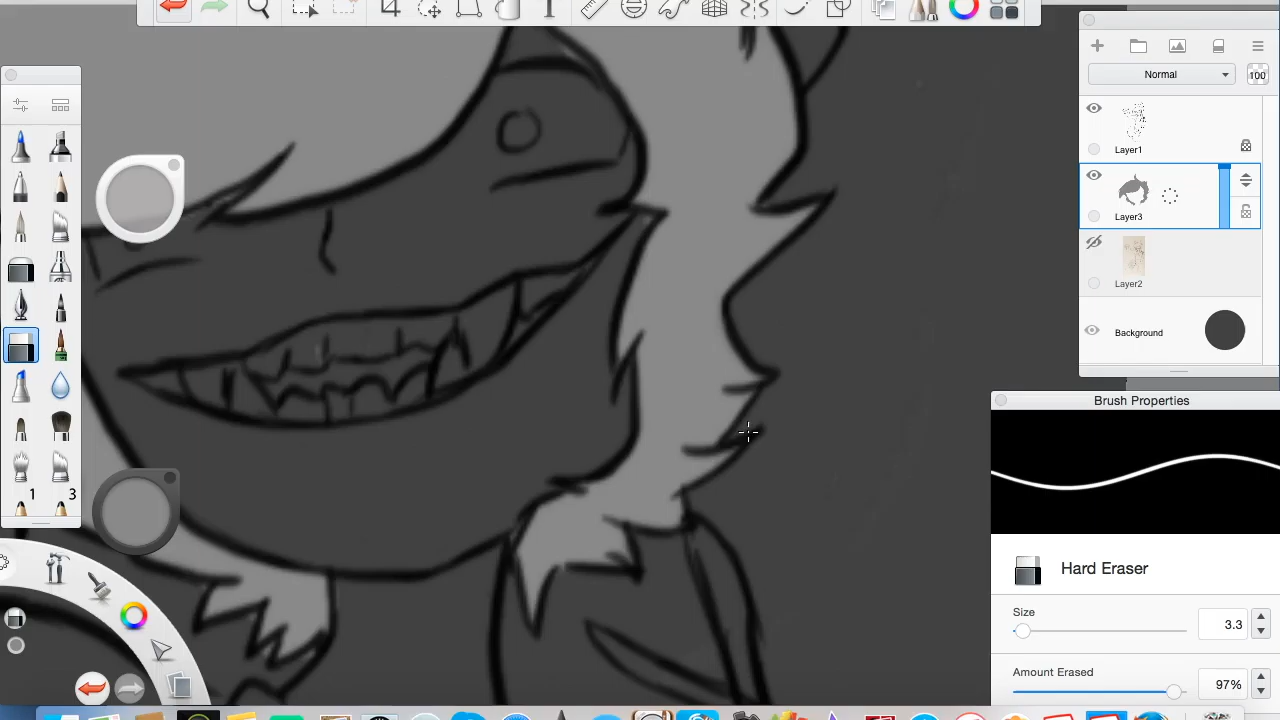 Normal
100
Layer1
Layer3
Layer2
Background
Brush Properties
1 3
Hard Eraser
Size
3.3
Amount Erased
97%